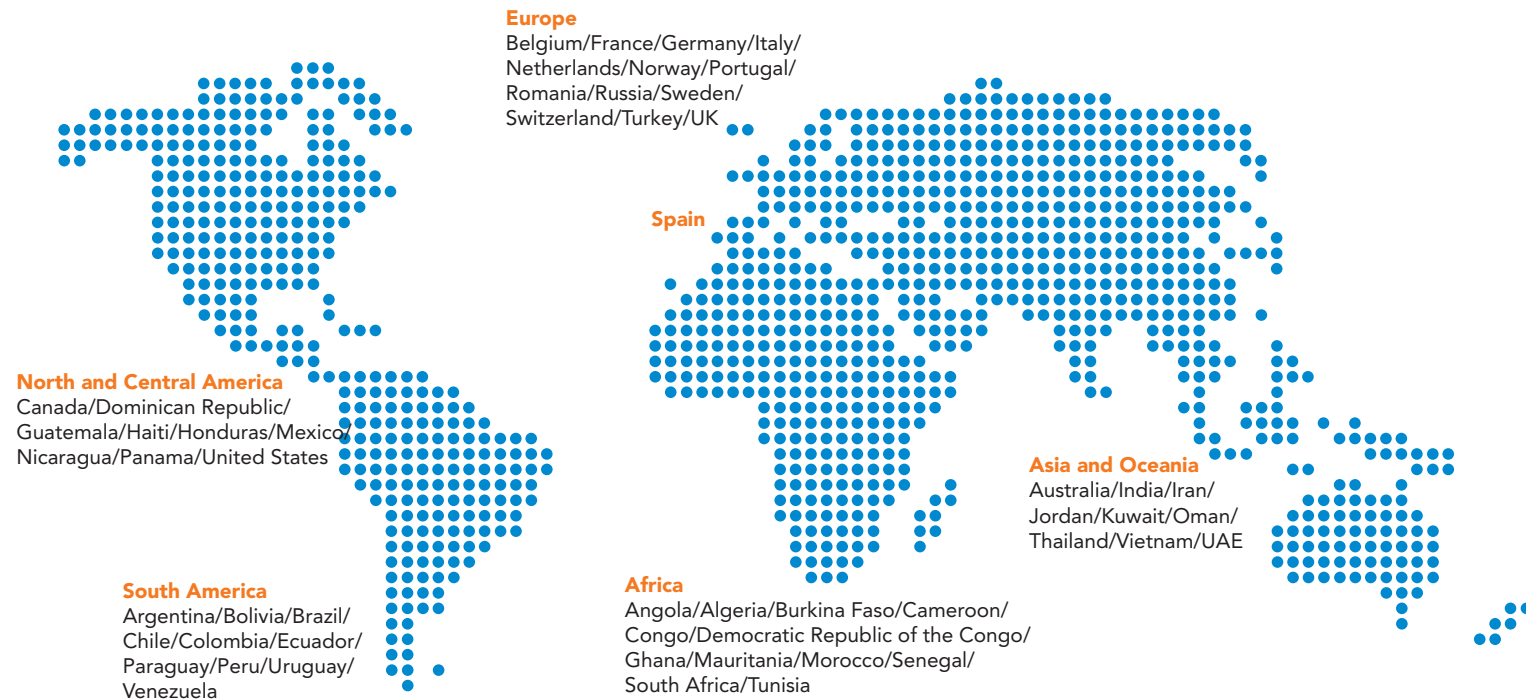 Europe
Belgium/France/Germany/Italy/
Netherlands/Norway/Portugal/
Romania/Russia/Sweden/
Switzerland/Turkey/UK
Spain
North and Central America
Canada/Dominican Republic/
Guatemala/Haiti/Honduras/Mexico/
Nicaragua/Panama/United States
Asia and Oceania
Australia/India/Iran/
Jordan/Kuwait/Oman/
Thailand/Vietnam/UAE
South America
Argentina/Bolivia/Brazil/
Chile/Colombia/Ecuador/
Paraguay/Peru/Uruguay/
Venezuela
Africa
Angola/Algeria/Burkina Faso/Cameroon/
Congo/Democratic Republic of the Congo/
Ghana/Mauritania/Morocco/Senegal/
South Africa/Tunisia